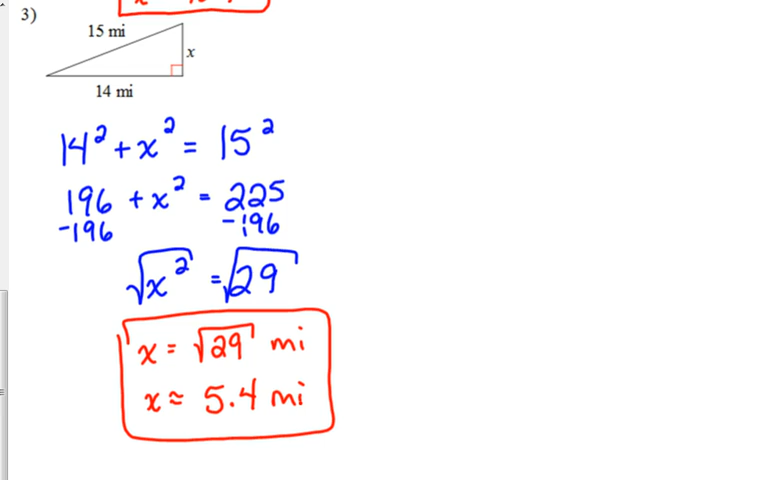 3)
15 mi
x
14 mi
14² + x² = 15²
196 + x² = 225
-196 -196
√x² = √29
x = √29 mi
x ≈ 5.4 mi